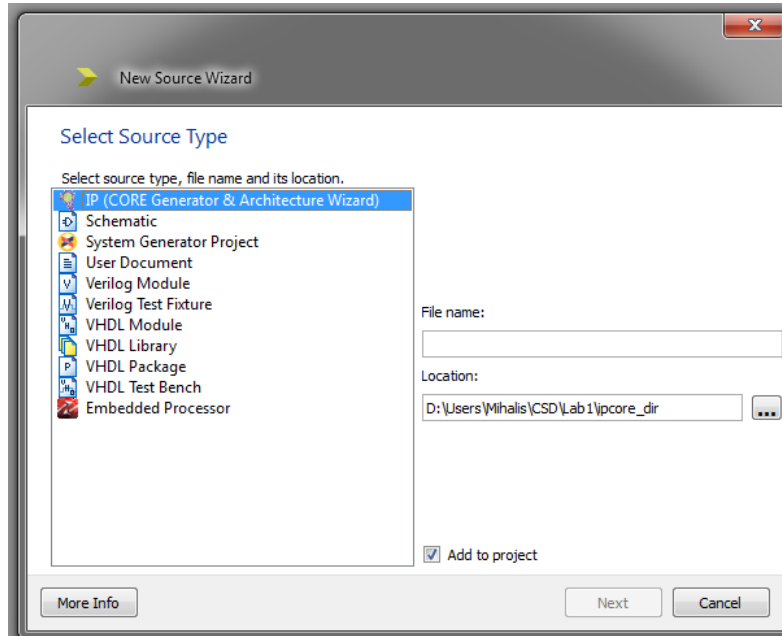 New Source Wizard
Select Source Type
Select source type, file name and its location.
IP (CORE Generator & Architecture Wizard)
Schematic
System Generator Project
User Document
Verilog Module
Verilog Test Fixture
VHDL Module
VHDL Library
VHDL Package
VHDL Test Bench
Embedded Processor
File name:
Location:
D:\Users\Mihalis\CSD\Lab1\ipcore_dir
...
Add to project
More Info
Next
Cancel